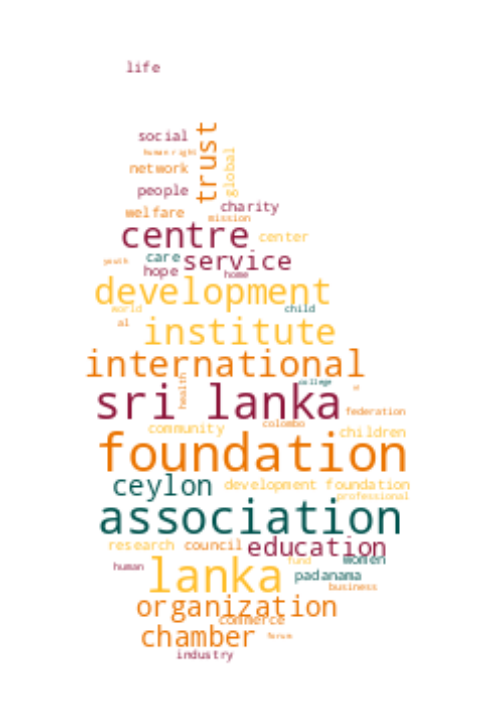 life
social
trust
human right
global
network
people
charity
welfare
mission
centre
center
care
service
youth
hope
home
development
world
child
al
institute
international
college
health
sri lanka
federation
colombo
community
children
foundation
ceylon
development foundation
professional
association
research
council
education
fund
women
human
lanka
padanama
business
organization
commerce
chamber
forum
industry